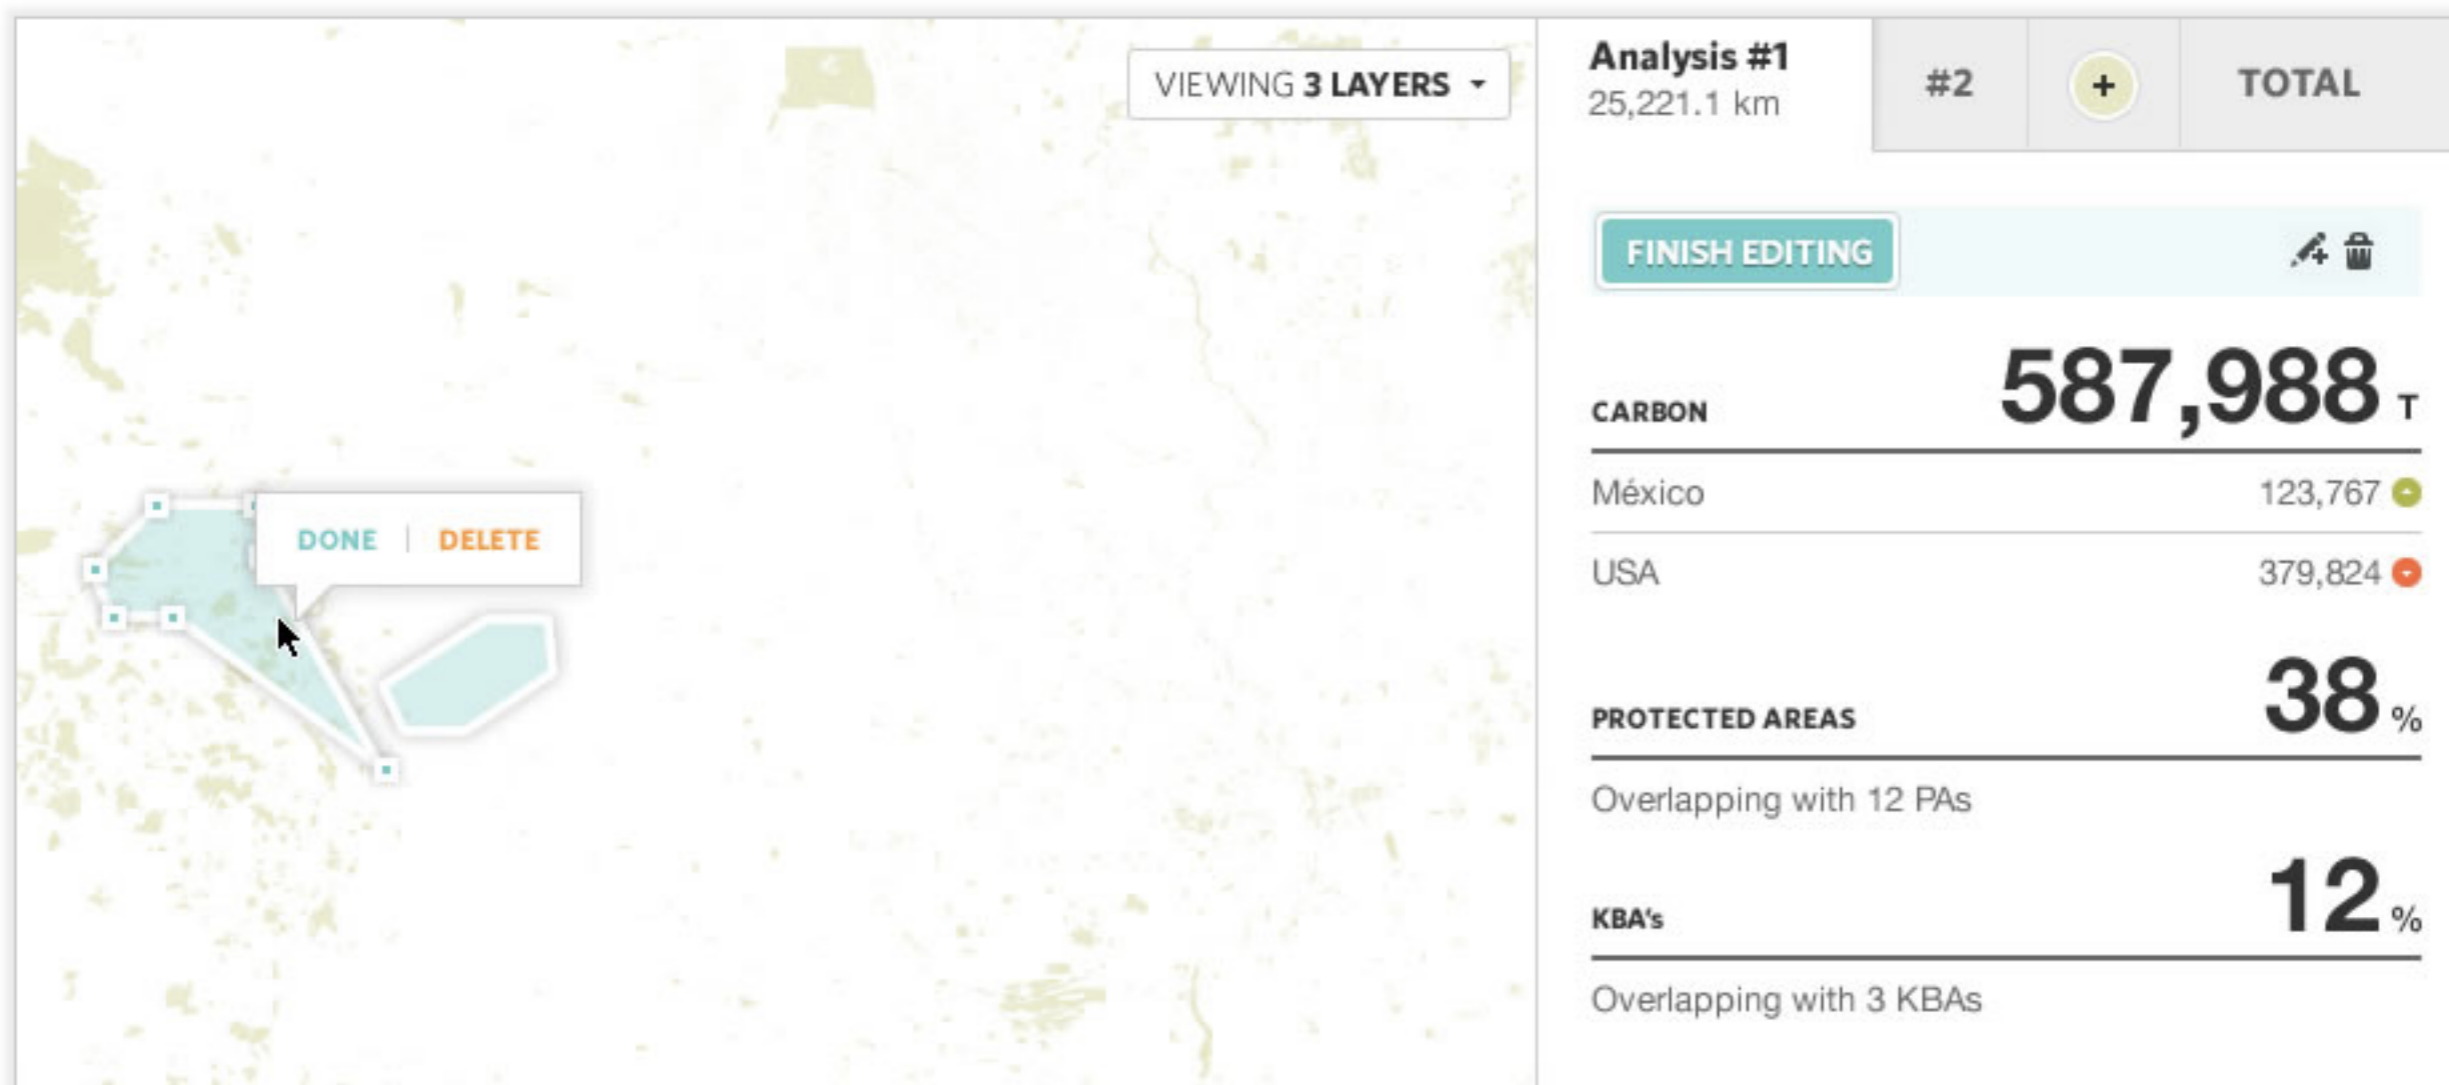 VIEWING 3 LAYERS
Analysis #1
25,221.1 km
#2
+
TOTAL
FINISH EDITING
CARBON 587,988 T
México 123,767
USA 379,824
DONE | DELETE
PROTECTED AREAS 38 %
Overlapping with 12 PAs
KBA's 12 %
Overlapping with 3 KBAs